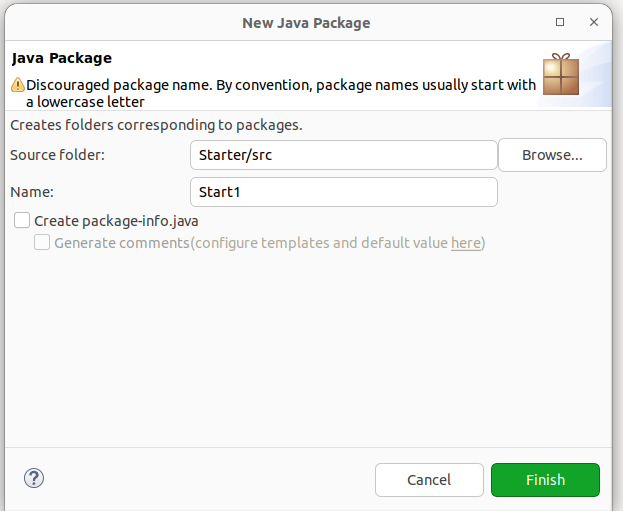 New Java Package
Java Package
Discouraged package name. By convention, package names usually start with
a lowercase letter
Creates folders corresponding to packages.
Source folder: Starter/src Browse...
Name: Start1
Create package-info.java
Generate comments(configure templates and default value here)
? Cancel Finish